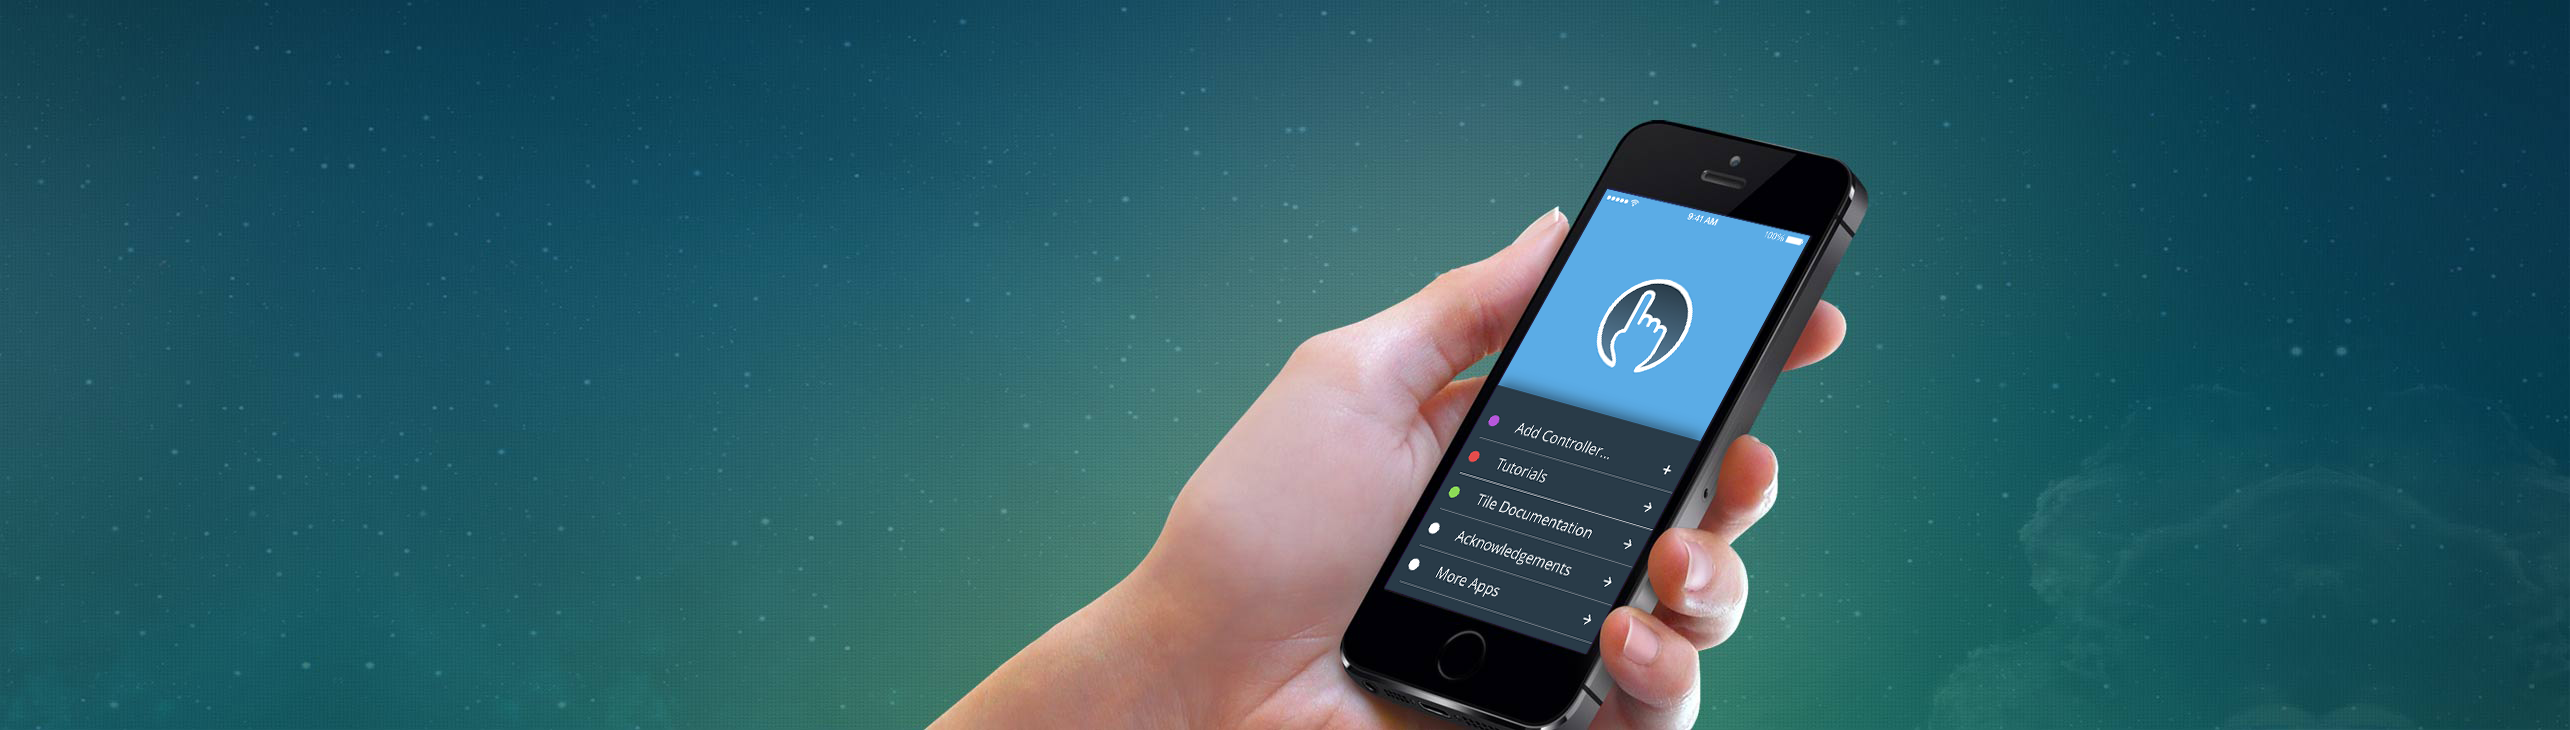 9:41 AM
100%
Add Controller...
Tutorials
Tile Documentation
Acknowledgements
More Apps